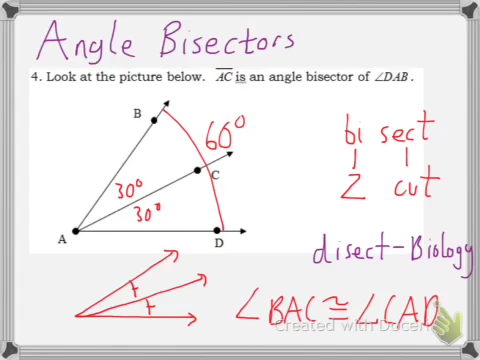 Angle Bisectors
4. Look at the picture below. AC is an angle bisector of ∠DAB.
B
60°
bi sect
C
30°
2 cut
30°
A
D
disect-Biology
∠BAC ≅ ∠CAD
Created with Doceri